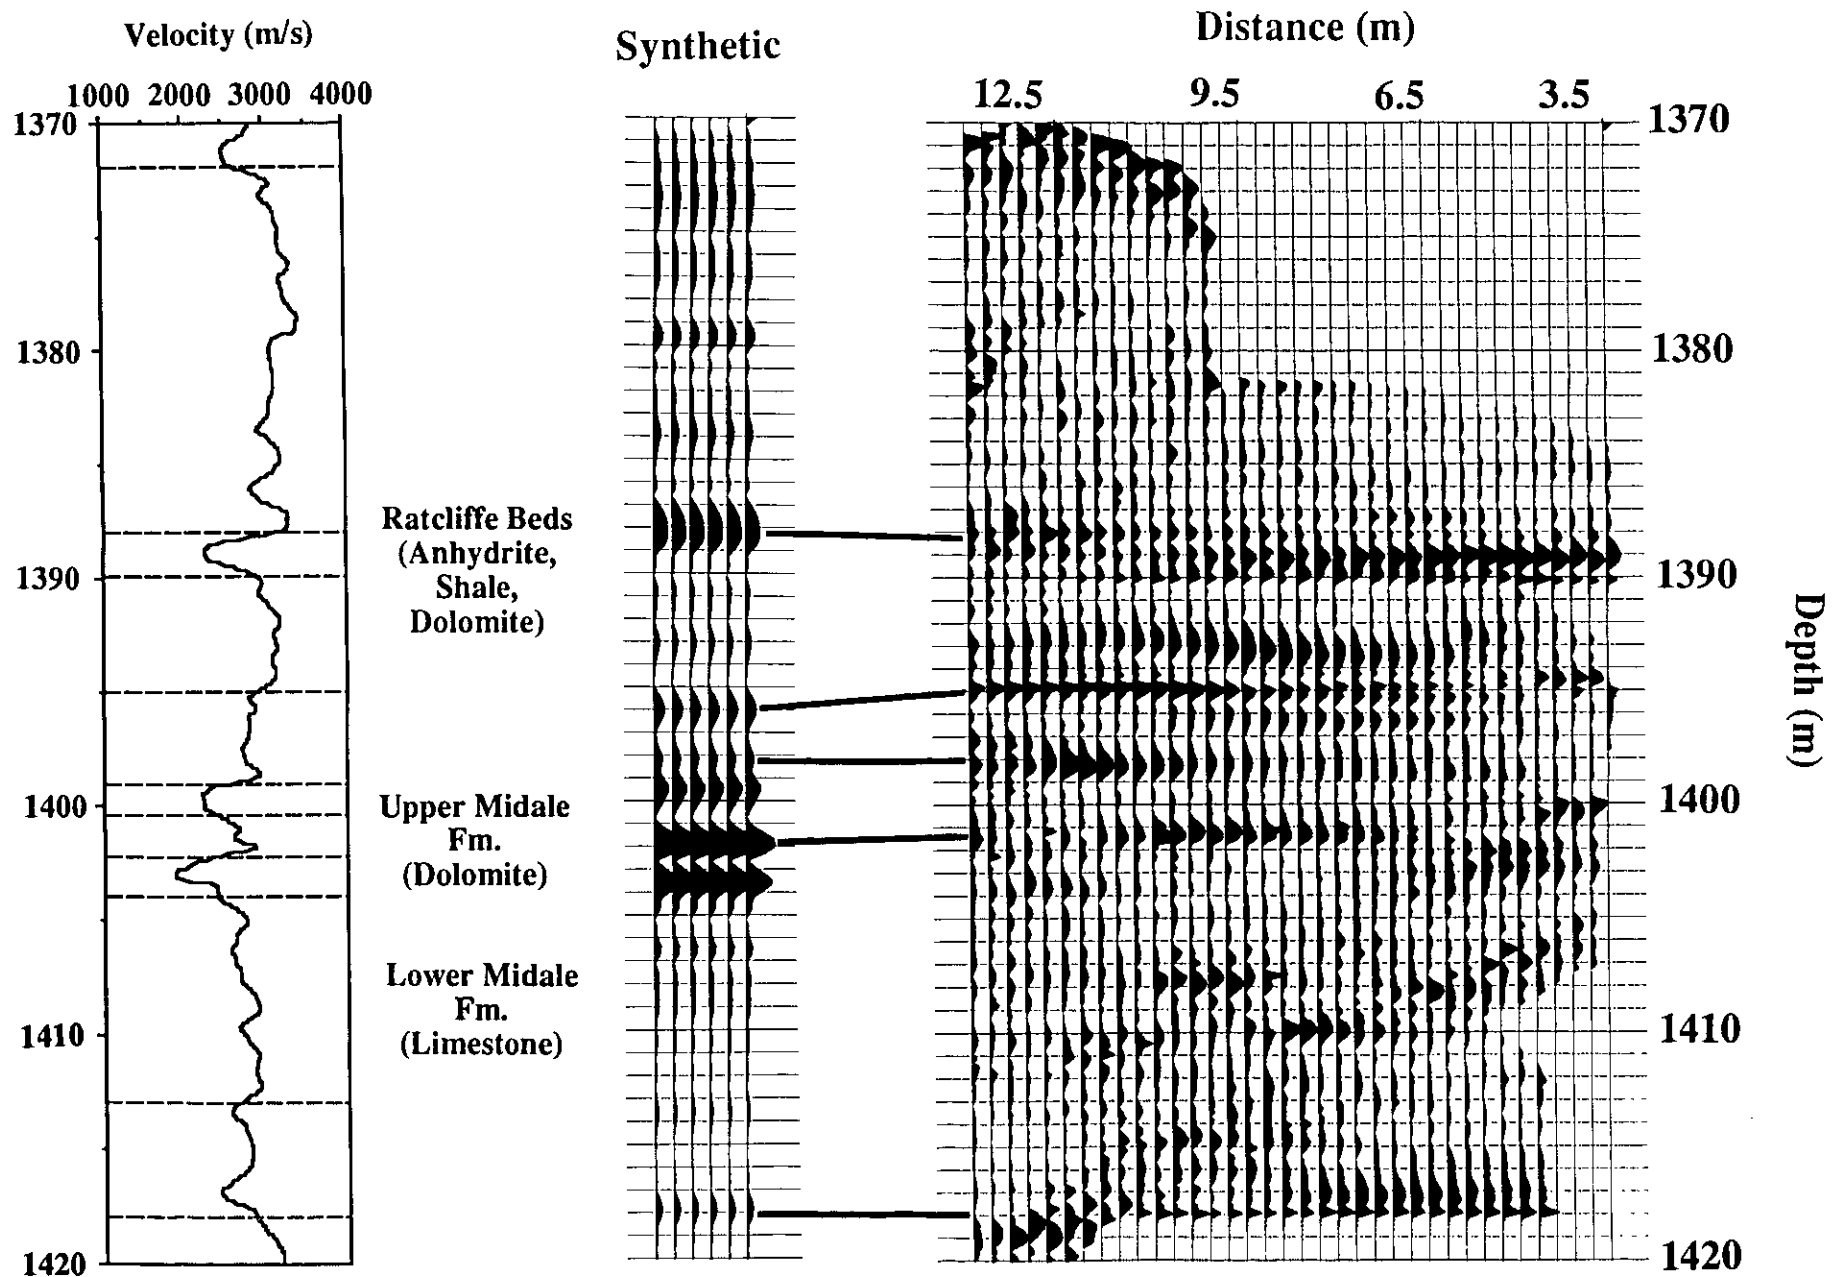 Velocity (m/s)
1000 2000 3000 4000
1370
1380
1390
1400
1410
1420
Ratcliffe Beds
(Anhydrite,
Shale,
Dolomite)
Upper Midale
Fm.
(Dolomite)
Lower Midale
Fm.
(Limestone)
Synthetic
Distance (m)
12.5 9.5 6.5 3.5
1370
1380
1390
1400
1410
1420
Depth (m)